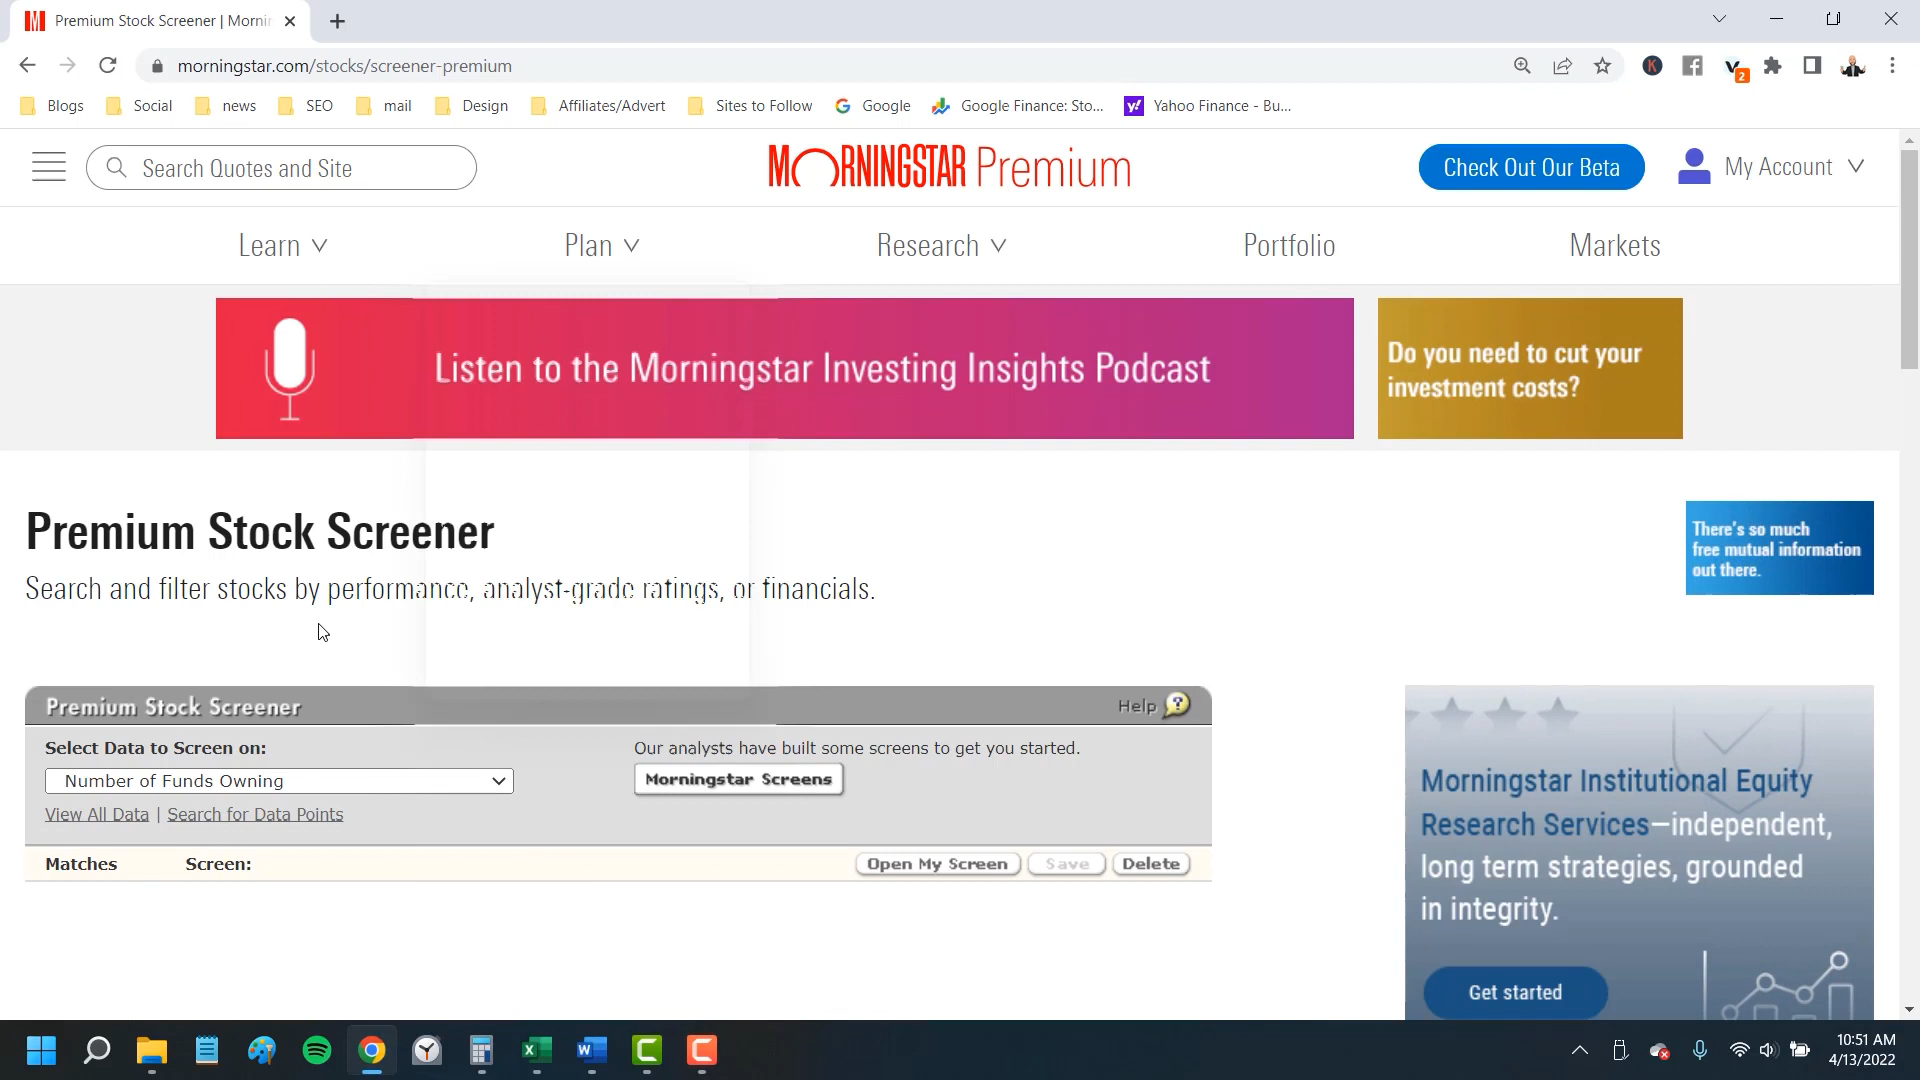 Premium Stock Screener | Mornin
morningstar.com/stocks/screener-premium
2
Blogs
Social
news
SEO
mail
Design
Affiliates/Advert
Sites to Follow
Google
Google Finance: Sto...
Yahoo Finance - Bu...
Search Quotes and Site
MORNINGSTAR Premium
Check Out Our Beta
My Account
Learn
Plan
Research
Portfolio
Markets
Listen to the Morningstar Investing Insights Podcast
Do you need to cut your
investment costs?
Premium Stock Screener
Search and filter stocks by performance, analyst-grade ratings, or financials.
There's so much
free mutual information
out there.
Premium Stock Screener
Help ?
Select Data to Screen on:
Number of Funds Owning
View All Data | Search for Data Points
Our analysts have built some screens to get you started.
Morningstar Screens
Matches
Screen:
Open My Screen
Save
Delete
Morningstar Institutional Equity
Research Services—independent,
long term strategies, grounded
in integrity.
Get started
10:51 AM
4/13/2022